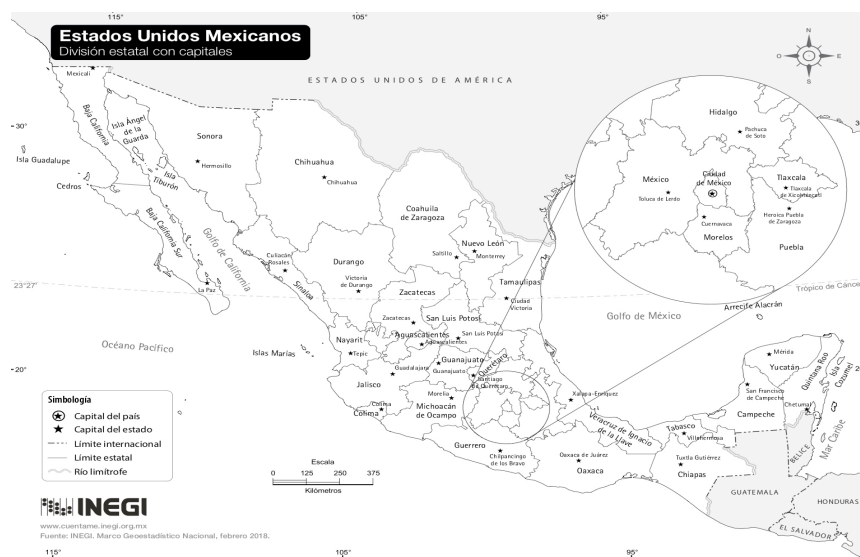 115°
105°
95°
Estados Unidos Mexicanos
División estatal con capitales
N
O
E
S
ESTADOS UNIDOS DE AMÉRICA
Mexicali
Baja California
Isla Ángel
de la
Guarda
Sonora
Hermosillo
30°
Isla Guadalupe
Cedros
Isla
Tiburón
Chihuahua
Chihuahua
Coahuila
de Zaragoza
Baja California Sur
Golfo de California
La Paz
Culiacán
Rosales
Sinaloa
Durango
Victoria
de Durango
Nuevo León
Monterrey
Saltillo
Tamaulipas
Ciudad
Victoria
Zacatecas
Zacatecas
San Luis Potosí
San Luis Potosí
Aguascalientes
Aguascalientes
23°27'
Trópico de Cánce
Hidalgo
Pachuca
de Soto
México
Toluca de Lerdo
Ciudad
de México
Tlaxcala
Tlaxcala
de Xicohténcatl
Heroica Puebla
de Zaragoza
Cuernavaca
Morelos
Puebla
Golfo de México
Arrecife Alacrán
Océano Pacífico
Islas Marías
Nayarit
Tepic
Guadalajara
Jalisco
Guanajuato
Guanajuato
Querétaro
Santiago
de Querétaro
20°
Colima
Colima
Morelia
Michoacán
de Ocampo
Xalapa-Enríquez
Veracruz de Ignacio
de la Llave
Guerrero
Chilpancingo
de los Bravo
Oaxaca de Juárez
Oaxaca
Tabasco
Villahermosa
Tuxtla Gutiérrez
Chiapas
Mérida
Yucatán
San Francisco
de Campeche
Campeche
Quintana Roo
Chetumal
Isla
Cozumel
Mar Caribe
BELICE
GUATEMALA
HONDURAS
EL SALVADOR
Simbología
Capital del país
Capital del estado
Límite internacional
Límite estatal
Río limítrofe
Escala
0 125 250 375
Kilómetros
INEGI
www.cuentame.inegi.org.mx
Fuente: INEGI. Marco Geoestadístico Nacional, febrero 2018.
115°
105°
95°